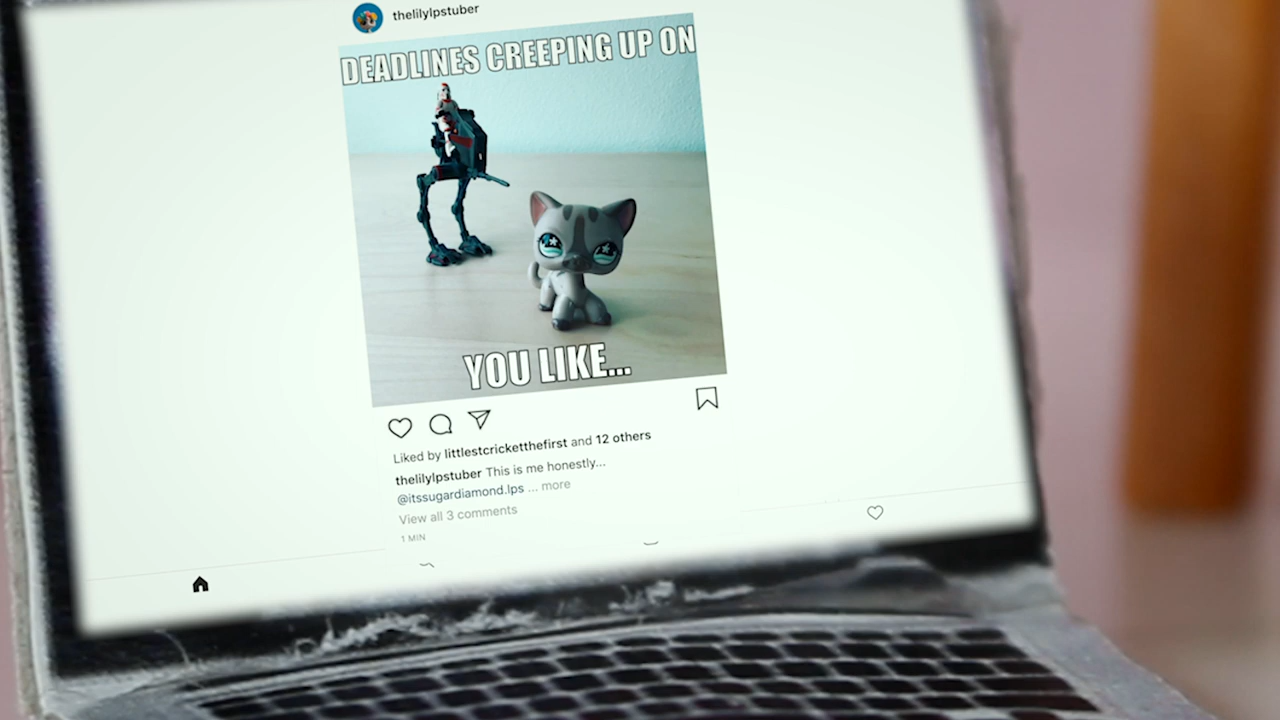 thelilylpstuber
DEADLINES CREEPING UP ON
YOU LIKE...
Liked by littlestcricketthefirst and 12 others
thelilylpstuber This is me honestly...
@itssugardiamond.lps ... more
View all 3 comments
1 MIN